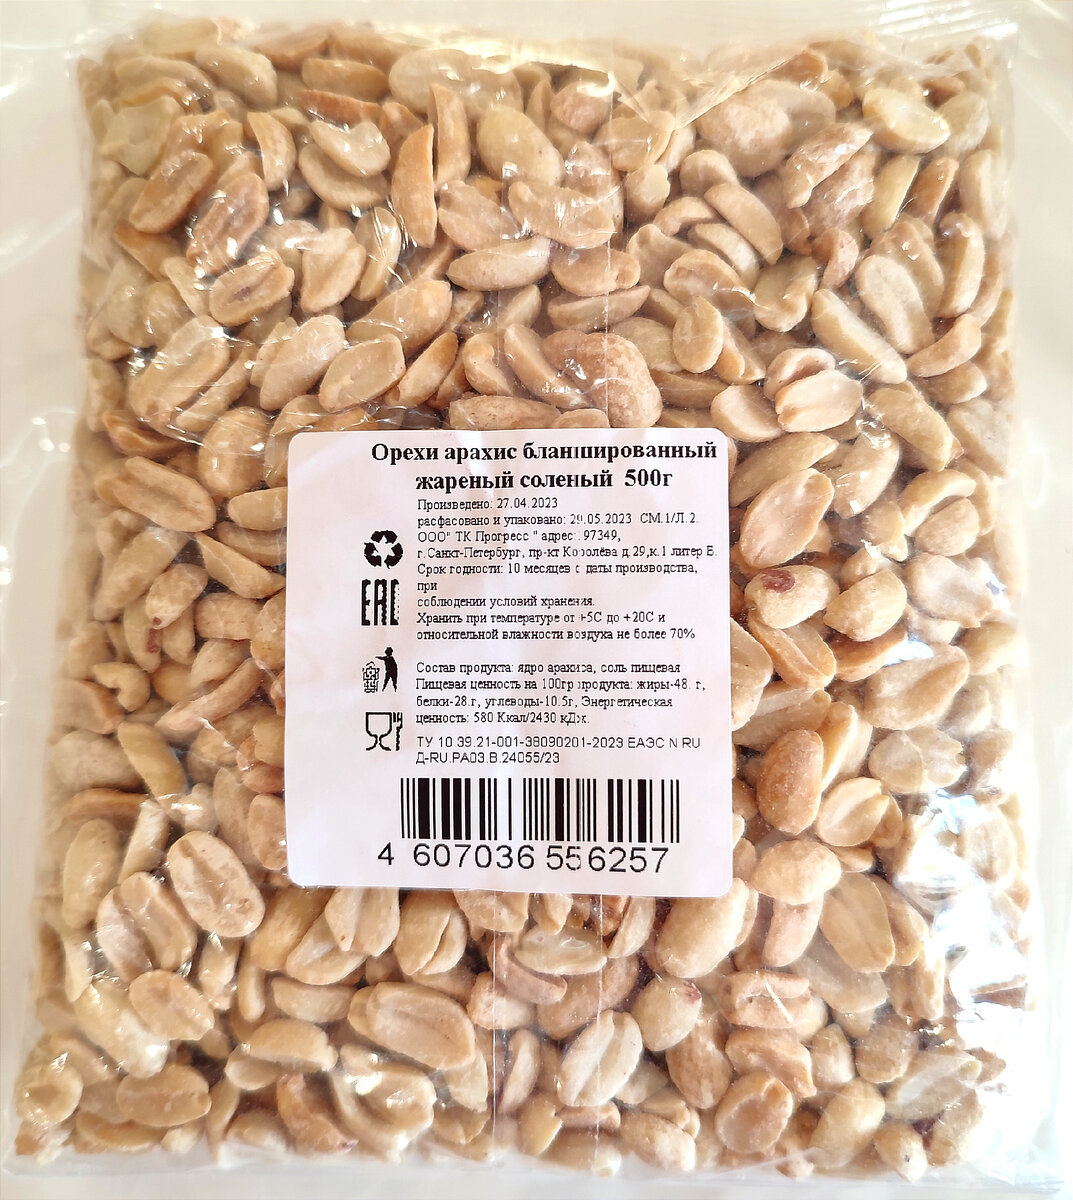 Орехи арахис бланшированный
жареный соленый 500г
Произведено: 27.04.2023
расфасовано и упаковано: 29.05.2023 СМ.1/Л.2.
ООО" ТК Прогресс " адрес: 97349,
г.Санкт-Петербург, пр-кт Королёва д.29,к.1 литер Б.
Срок годности: 10 месяцев с даты производства,
при
соблюдении условий хранения.
Хранить при температуре от +5С до +20С и
относительной влажности воздуха не более 70%
EAC
Состав продукта: ядро арахиса, соль пищевая
Пищевая ценность на 100гр продукта: жиры-48. г,
белки-28.г, углеводы-10.5г, Энергетическая
ценность: 580 Ккал/2430 кДж.
ТУ 10 39.21-001-38090201-2023 ЕАЭС N RU
Д-RU.РА03.В.24055/23
4 607036 556257